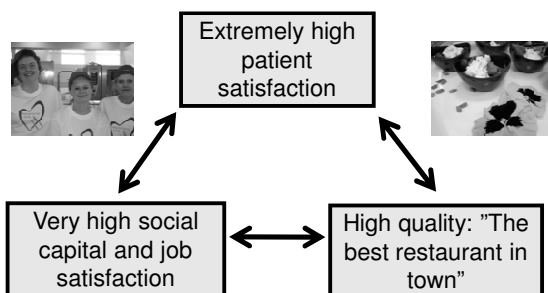 Extremely high
patient
satisfaction
Very high social
capital and job
satisfaction
High quality: ”The
best restaurant in
town”